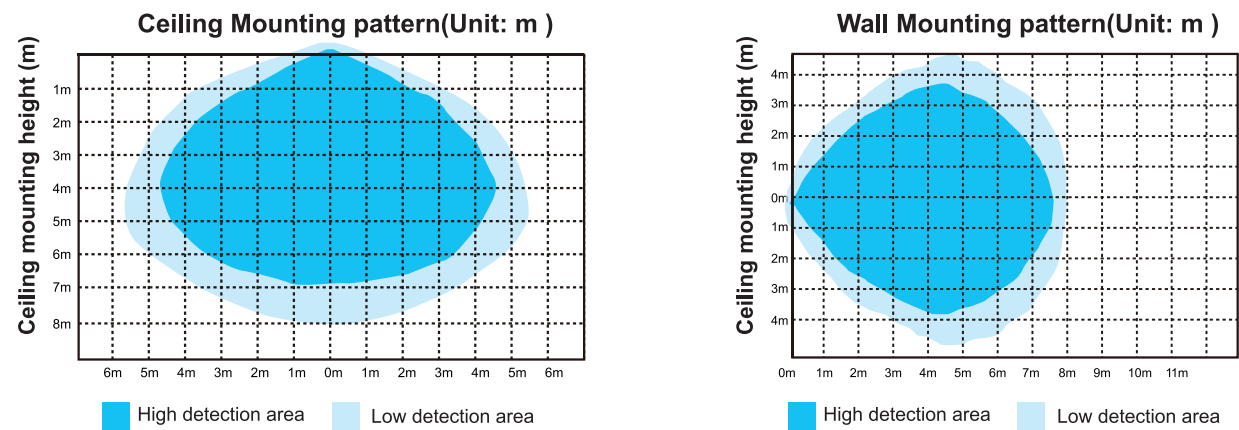 Ceiling Mounting pattern(Unit: m )
Ceiling mounting height (m)
1m
2m
3m
4m
5m
6m
7m
8m
6m 5m 4m 3m 2m 1m 0m 1m 2m 3m 4m 5m 6m
High detection area Low detection area
Wall Mounting pattern(Unit: m )
Ceiling mounting height (m)
4m
3m
2m
1m
0m
1m
2m
3m
4m
0m 1m 2m 3m 4m 5m 6m 7m 8m 9m 10m 11m
High detection area Low detection area